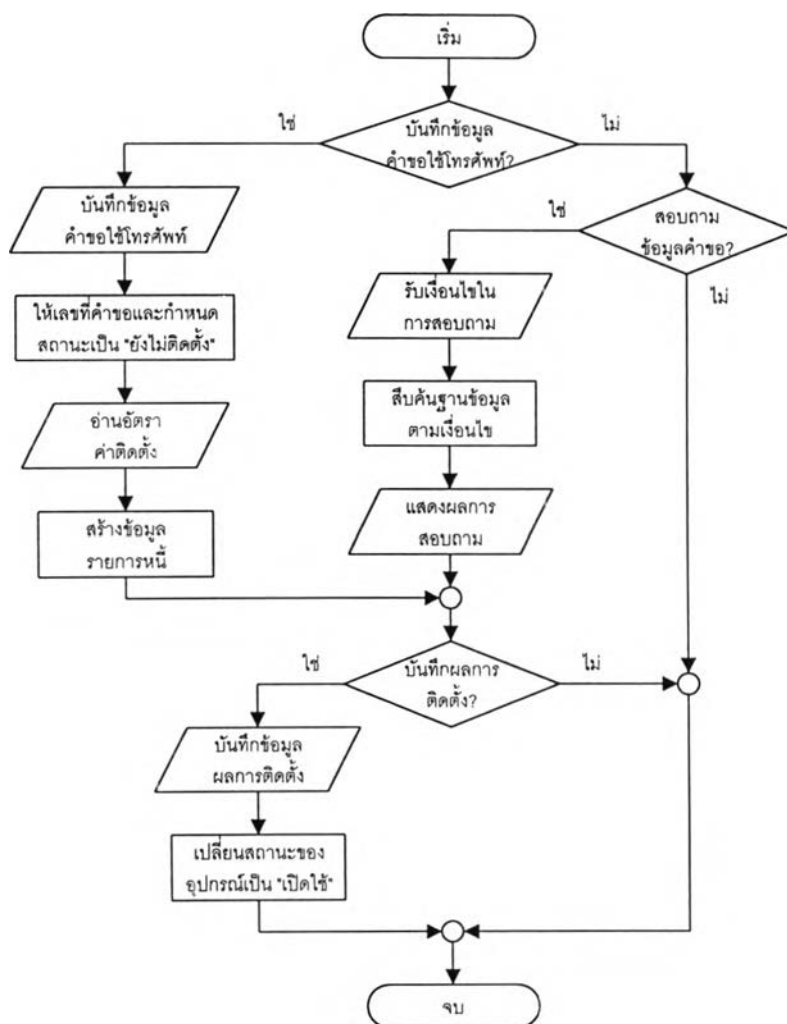 เริ่ม
ใช่
บันทึกข้อมูล
คำขอใช้โทรศัพท์?
ไม่
บันทึกข้อมูล
คำขอใช้โทรศัพท์
ใช่
สอบถาม
ข้อมูลคำขอ?
ไม่
ให้เลขที่คำขอและกำหนด
สถานะเป็น "ยังไม่ติดตั้ง"
รับเงื่อนไขใน
การสอบถาม
อ่านอัตรา
ค่าติดตั้ง
สืบค้นฐานข้อมูล
ตามเงื่อนไข
สร้างข้อมูล
รายการหนี้
แสดงผลการ
สอบถาม
ใช่
บันทึกผลการ
ติดตั้ง?
ไม่
บันทึกข้อมูล
ผลการติดตั้ง
เปลี่ยนสถานะของ
อุปกรณ์เป็น "เปิดใช้"
จบ